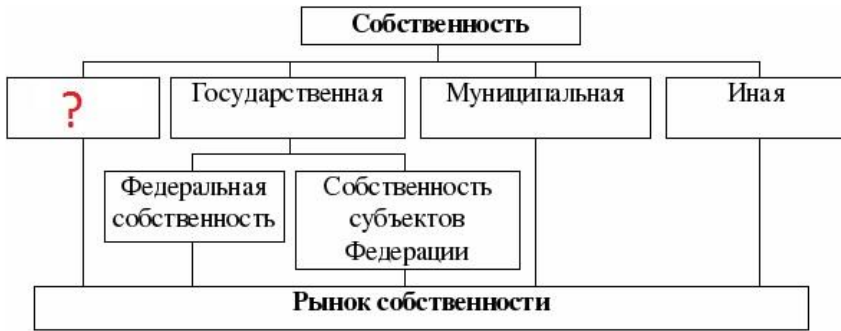 Собственность
?
Государственная
Муниципальная
Иная
Федеральная
собственность
Собственность
субъектов
Федерации
Рынок собственности